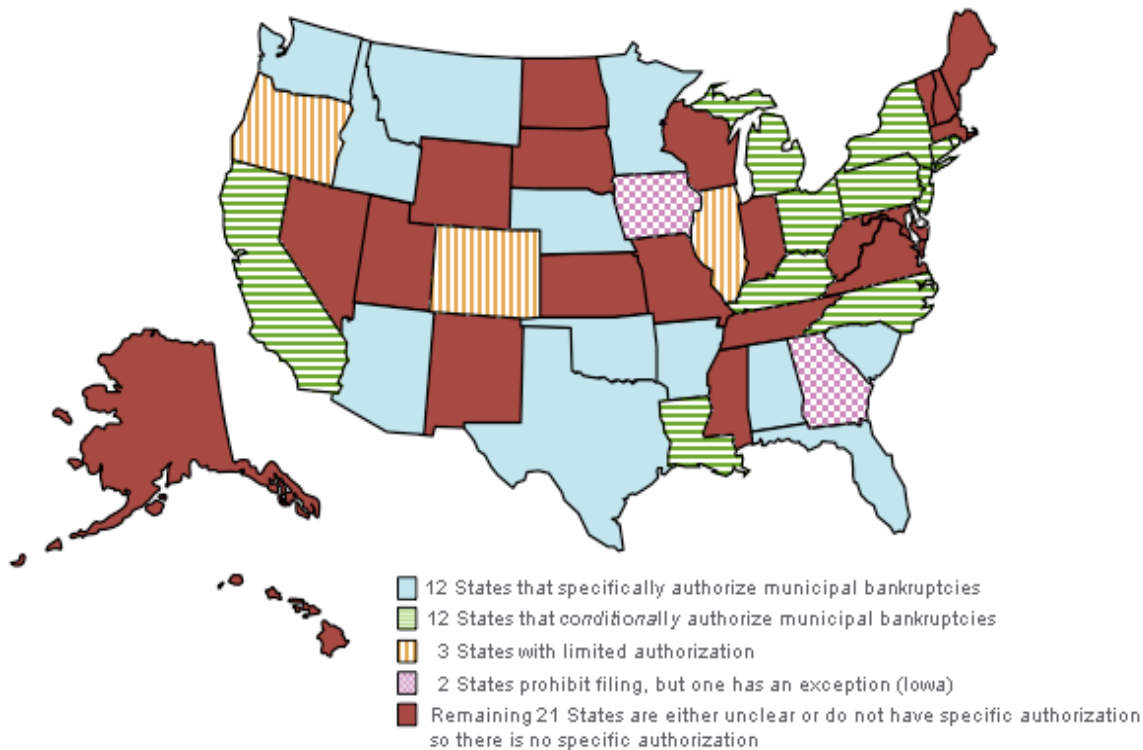 12 States that specifically authorize municipal bankruptcies
12 States that conditionally authorize municipal bankruptcies
3 States with limited authorization
2 States prohibit filing, but one has an exception (Iowa)
Remaining 21 States are either unclear or do not have specific authorization
so there is no specific authorization